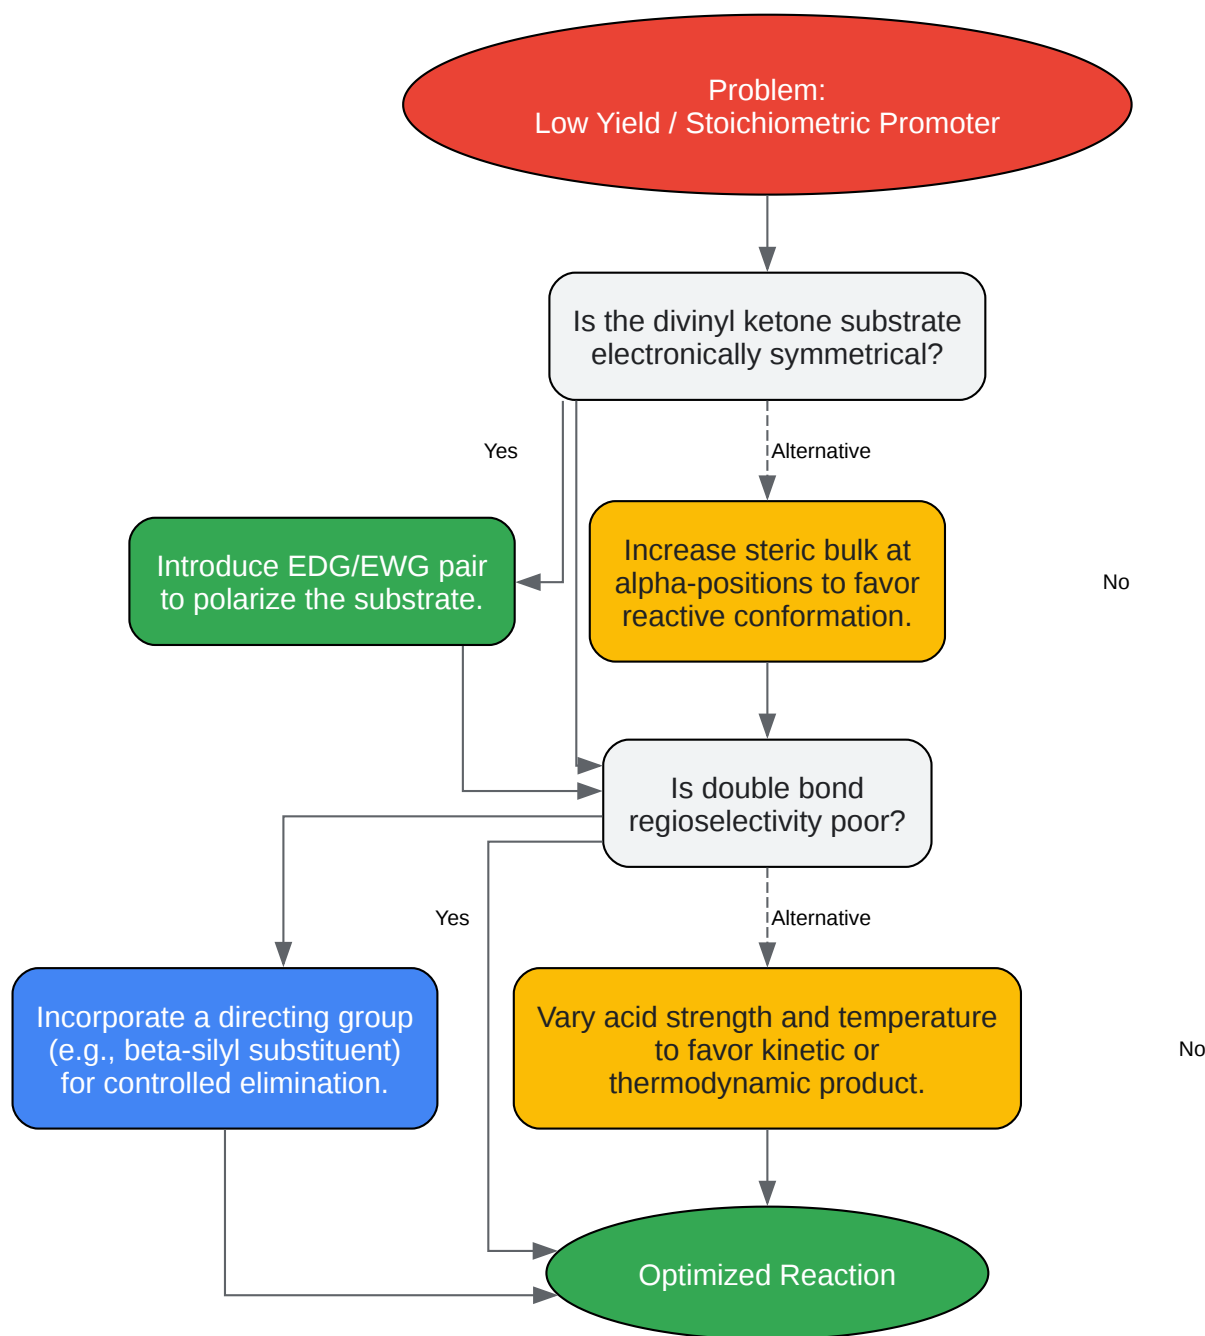 Problem:
Low Yield / Stoichiometric Promoter
Is the divinyl ketone substrate
electronically symmetrical?
Yes
Alternative
Introduce EDG/EWG pair
to polarize the substrate.
Increase steric bulk at
alpha-positions to favor
reactive conformation.
No
Is double bond
regioselectivity poor?
Yes
Alternative
Incorporate a directing group
(e.g., beta-silyl substituent)
for controlled elimination.
Vary acid strength and temperature
to favor kinetic or
thermodynamic product.
No
Optimized Reaction